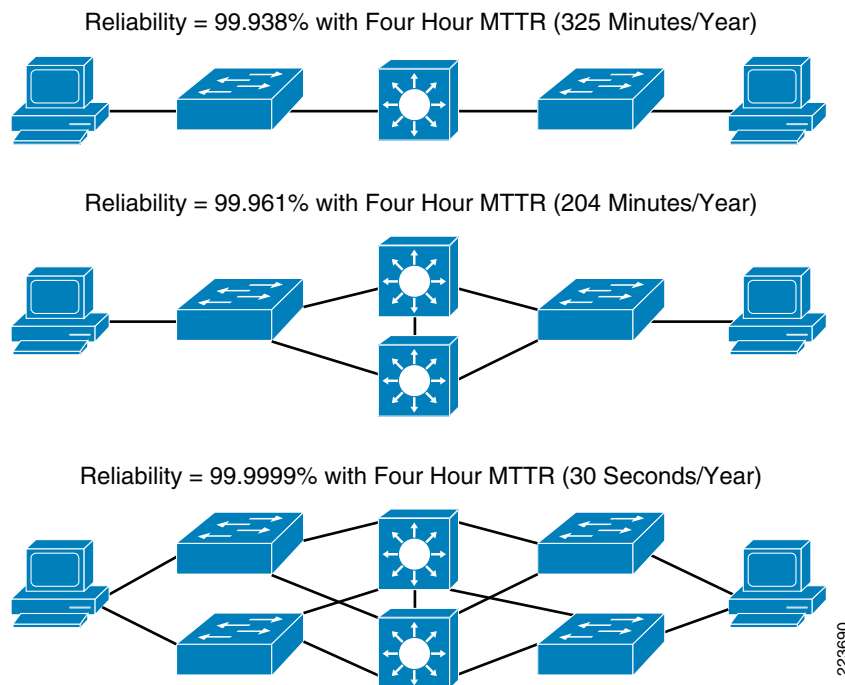 Reliability = 99.938% with Four Hour MTTR (325 Minutes/Year)
Reliability = 99.961% with Four Hour MTTR (204 Minutes/Year)
Reliability = 99.9999% with Four Hour MTTR (30 Seconds/Year)
223690